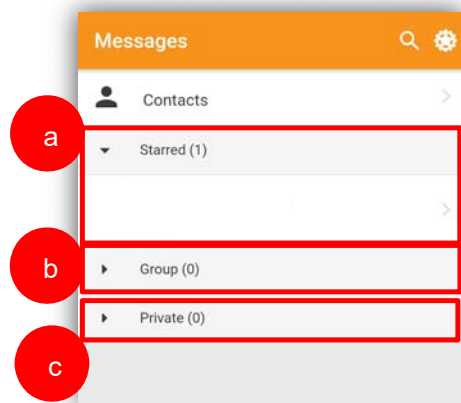 Messages
Contacts
a
Starred (1)
b
Group (0)
Private (0)
c